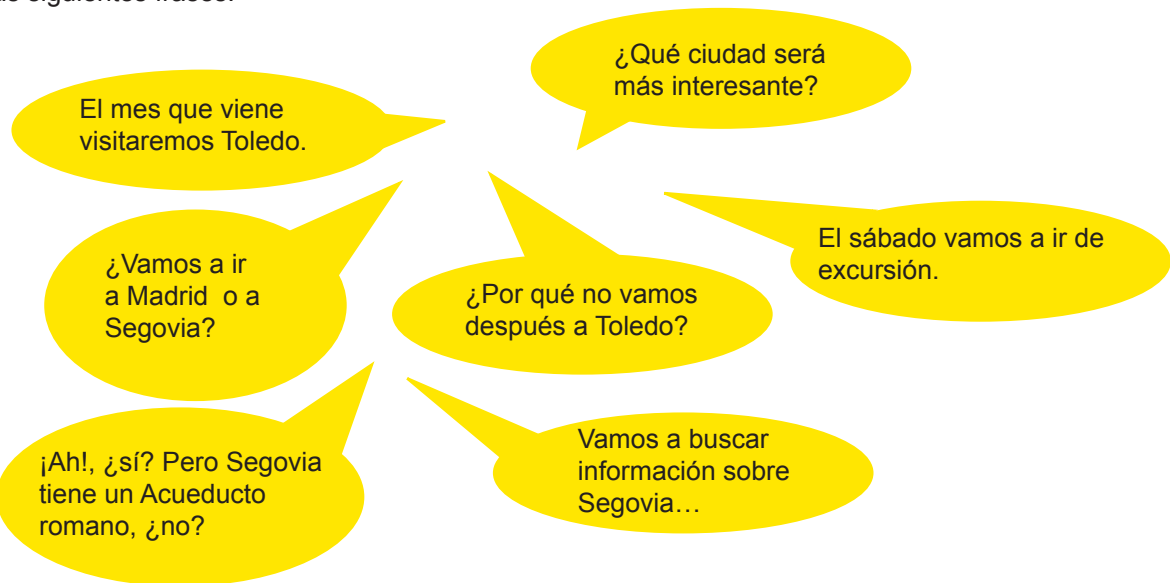 ¿Qué ciudad será
más interesante?
El mes que viene
visitaremos Toledo.
El sábado vamos a ir de
excursión.
¿Vamos a ir
a Madrid  o a
Segovia?
¿Por qué no vamos
después a Toledo?
Vamos a buscar
información sobre
Segovia…
¡Ah!, ¿sí? Pero Segovia
tiene un Acueducto
romano, ¿no?